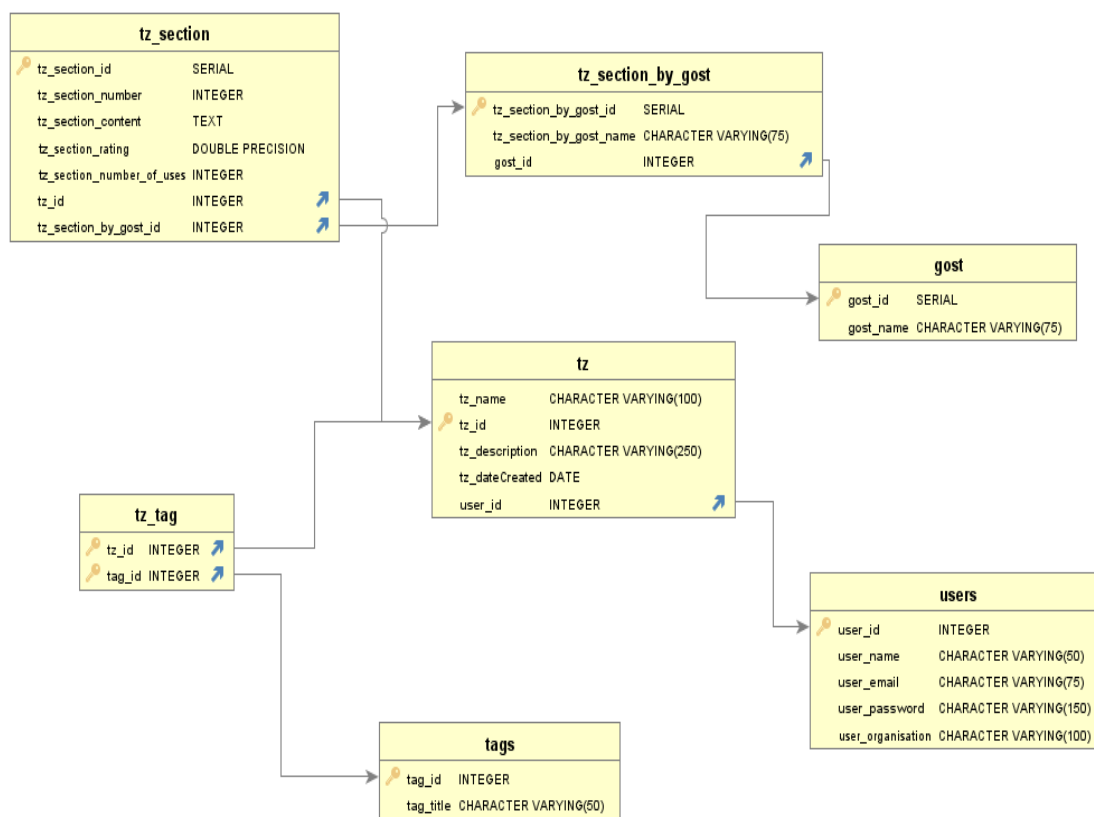 tz_section
tz_section_id SERIAL
tz_section_number INTEGER
tz_section_content TEXT
tz_section_rating DOUBLE PRECISION
tz_section_number_of_uses INTEGER
tz_id INTEGER
tz_section_by_gost_id INTEGER
tz_section_by_gost
tz_section_by_gost_id SERIAL
tz_section_by_gost_name CHARACTER VARYING(75)
gost_id INTEGER
gost
gost_id SERIAL
gost_name CHARACTER VARYING(75)
tz
tz_name CHARACTER VARYING(100)
tz_id INTEGER
tz_description CHARACTER VARYING(250)
tz_dateCreated DATE
user_id INTEGER
tz_tag
tz_id INTEGER
tag_id INTEGER
users
user_id INTEGER
user_name CHARACTER VARYING(50)
user_email CHARACTER VARYING(75)
user_password CHARACTER VARYING(150)
user_organisation CHARACTER VARYING(100)
tags
tag_id INTEGER
tag_title CHARACTER VARYING(50)